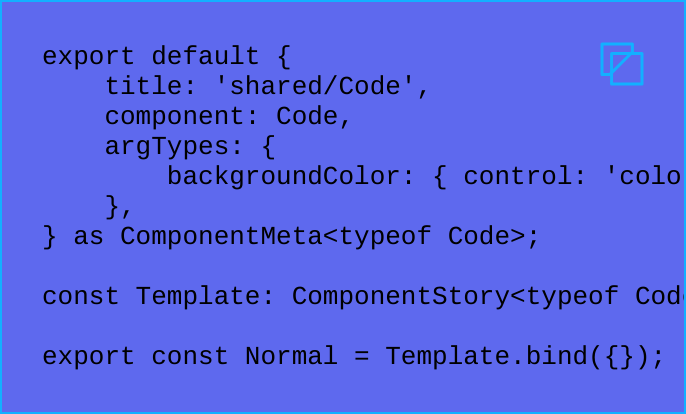 export default {
    title: 'shared/Code',
    component: Code,
    argTypes: {
        backgroundColor: { control: 'colo
    },
} as ComponentMeta<typeof Code>;

const Template: ComponentStory<typeof Cod

export const Normal = Template.bind({});